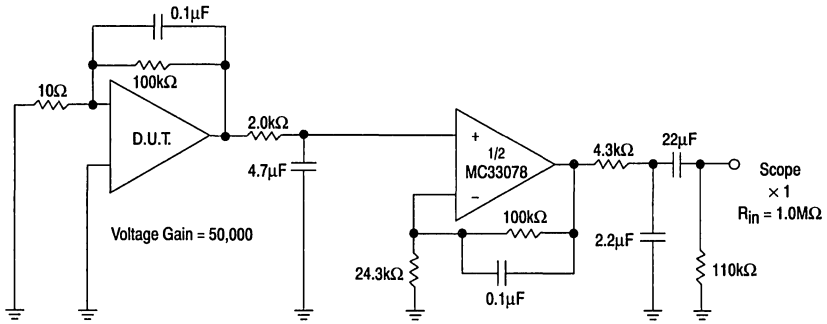 0.1μF
100kΩ
10Ω
D.U.T.
2.0kΩ
4.7μF
Voltage Gain = 50,000
+
1/2
MC33078
−
100kΩ
24.3kΩ
0.1μF
4.3kΩ
22μF
2.2μF
110kΩ
Scope
× 1
Rin = 1.0MΩ